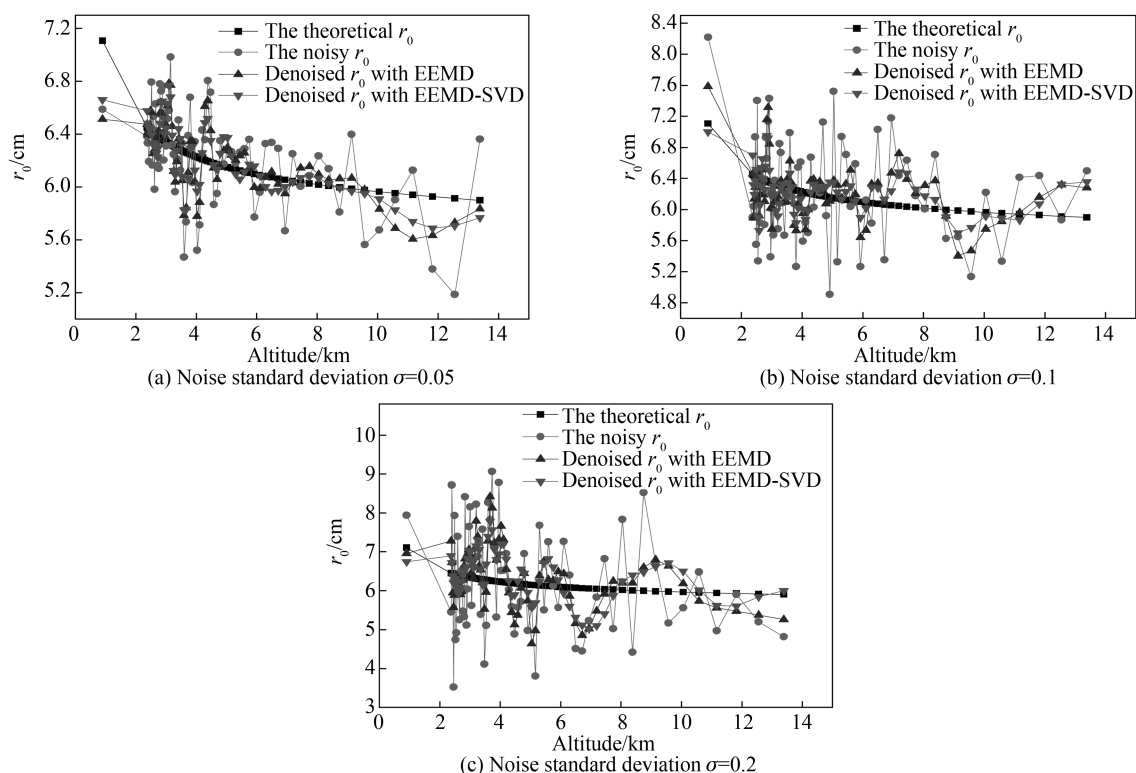 7.2
6.8
6.4
6.0
5.6
5.2
r0/cm
The theoretical r0
The noisy r0
Denoised r0 with EEMD
Denoised r0 with EEMD-SVD
0 2 4 6 8 10 12 14
Altitude/km
(a) Noise standard deviation σ=0.05
8.4
8.0
7.6
7.2
6.8
6.4
6.0
5.6
5.2
4.8
r0/cm
The theoretical r0
The noisy r0
Denoised r0 with EEMD
Denoised r0 with EEMD-SVD
0 2 4 6 8 10 12 14
Altitude/km
(b) Noise standard deviation σ=0.1
10
9
8
7
6
5
4
3
r0/cm
The theoretical r0
The noisy r0
Denoised r0 with EEMD
Denoised r0 with EEMD-SVD
0 2 4 6 8 10 12 14
Altitude/km
(c) Noise standard deviation σ=0.2